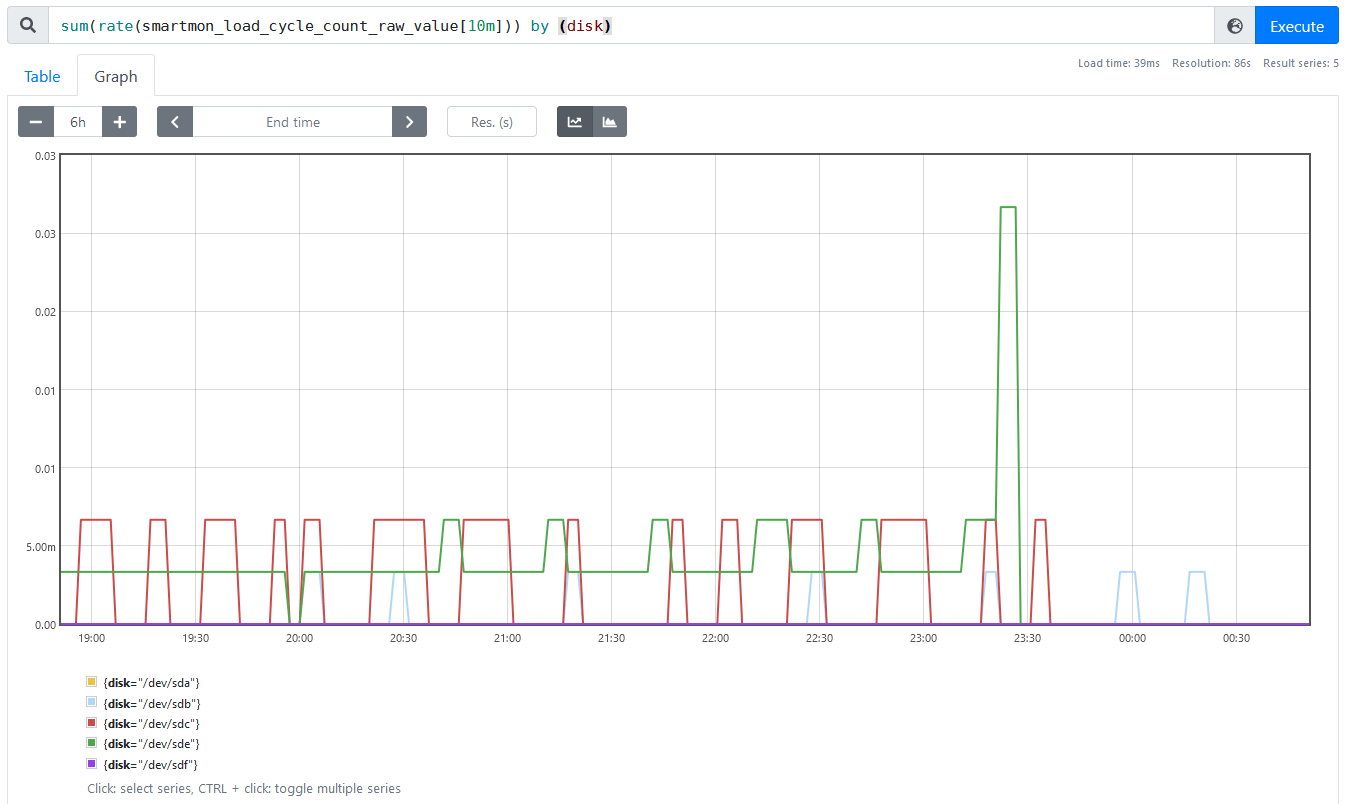 sum(rate(smartmon_load_cycle_count_raw_value[10m])) by (disk)
Execute
Load time: 39ms Resolution: 86s Result series: 5
Table
Graph
6h
End time
Res. (s)
0.03
0.03
0.02
0.01
0.01
5.00m
0.00
19:00 19:30 20:00 20:30 21:00 21:30 22:00 22:30 23:00 23:30 00:00 00:30
{disk="/dev/sda"}
{disk="/dev/sdb"}
{disk="/dev/sdc"}
{disk="/dev/sde"}
{disk="/dev/sdf"}
Click: select series, CTRL + click: toggle multiple series